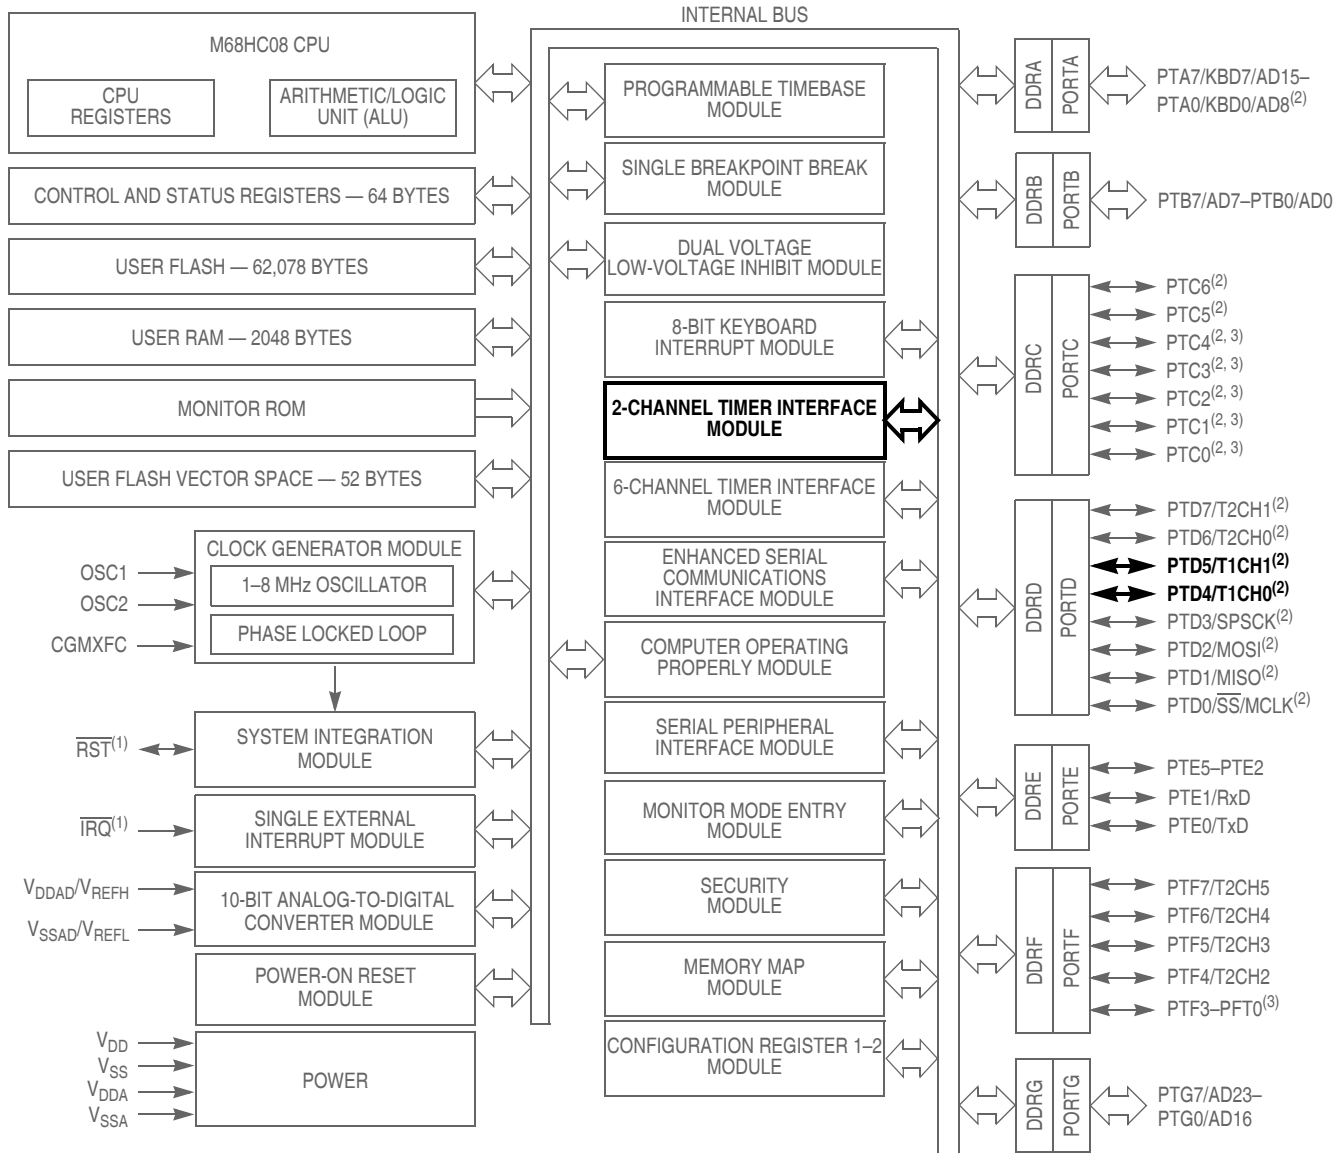 INTERNAL BUS
M68HC08 CPU
CPU
REGISTERS
ARITHMETIC/LOGIC
UNIT (ALU)
CONTROL AND STATUS REGISTERS — 64 BYTES
USER FLASH — 62,078 BYTES
USER RAM — 2048 BYTES
MONITOR ROM
USER FLASH VECTOR SPACE — 52 BYTES
CLOCK GENERATOR MODULE
1–8 MHz OSCILLATOR
PHASE LOCKED LOOP
OSC1
OSC2
CGMXFC
SYSTEM INTEGRATION
MODULE
RST(1)
SINGLE EXTERNAL
INTERRUPT MODULE
IRQ(1)
10-BIT ANALOG-TO-DIGITAL
CONVERTER MODULE
VDDAD/VREFH
VSSAD/VREFL
POWER-ON RESET
MODULE
POWER
VDD
VSS
VDDA
VSSA
PROGRAMMABLE TIMEBASE
MODULE
SINGLE BREAKPOINT BREAK
MODULE
DUAL VOLTAGE
LOW-VOLTAGE INHIBIT MODULE
8-BIT KEYBOARD
INTERRUPT MODULE
2-CHANNEL TIMER INTERFACE
MODULE
6-CHANNEL TIMER INTERFACE
MODULE
ENHANCED SERIAL
COMMUNICATIONS
INTERFACE MODULE
COMPUTER OPERATING
PROPERLY MODULE
SERIAL PERIPHERAL
INTERFACE MODULE
MONITOR MODE ENTRY
MODULE
SECURITY
MODULE
MEMORY MAP
MODULE
CONFIGURATION REGISTER 1–2
MODULE
DDRA
PORTA
PTA7/KBD7/AD15–
PTA0/KBD0/AD8(2)
DDRB
PORTB
PTB7/AD7–PTB0/AD0
DDRC
PORTC
PTC6(2)
PTC5(2)
PTC4(2, 3)
PTC3(2, 3)
PTC2(2, 3)
PTC1(2, 3)
PTC0(2, 3)
DDRD
PORTD
PTD7/T2CH1(2)
PTD6/T2CH0(2)
PTD5/T1CH1(2)
PTD4/T1CH0(2)
PTD3/SPSCK(2)
PTD2/MOSI(2)
PTD1/MISO(2)
PTD0/SS/MCLK(2)
DDRE
PORTE
PTE5–PTE2
PTE1/RxD
PTE0/TxD
DDRF
PORTF
PTF7/T2CH5
PTF6/T2CH4
PTF5/T2CH3
PTF4/T2CH2
PTF3–PFT0(3)
DDRG
PORTG
PTG7/AD23–
PTG0/AD16